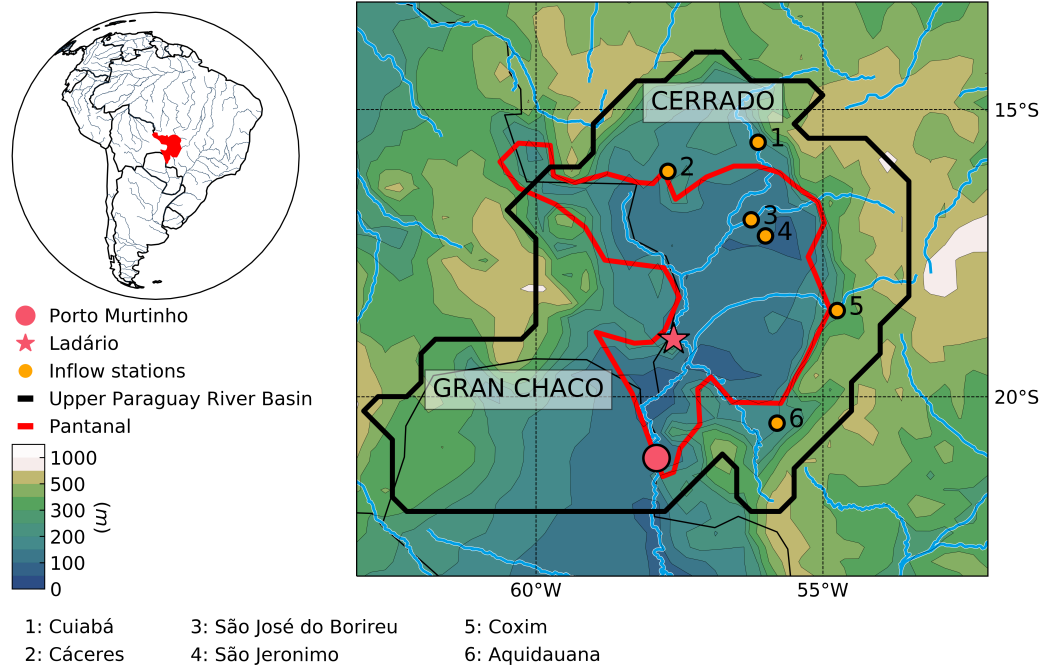 CERRADO
15°S
1
2
3
4
5
GRAN CHACO
20°S
6
60°W
55°W
Porto Murtinho
Ladário
Inflow stations
Upper Paraguay River Basin
Pantanal
1000
500
300
200
100
0
(m)
1: Cuiabá
3: São José do Borireu
5: Coxim
2: Cáceres
4: São Jeronimo
6: Aquidauana